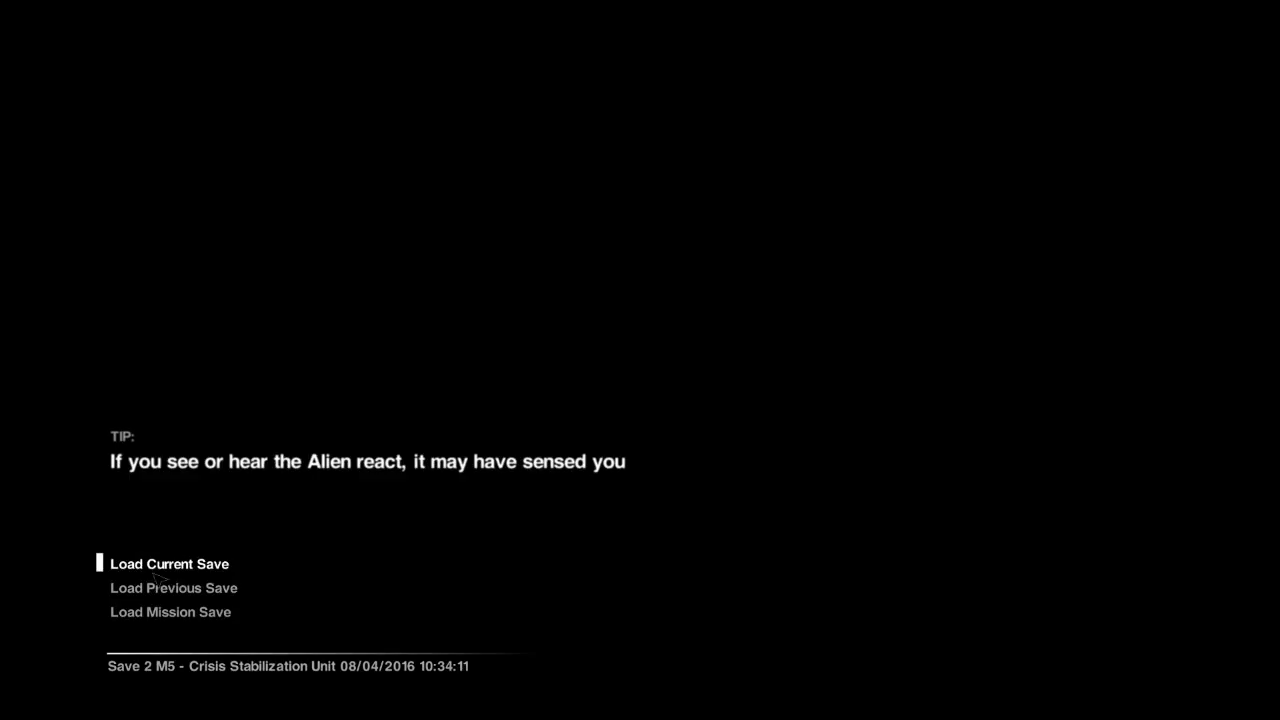 TIP:
If you see or hear the Alien react, it may have sensed you
Load Current Save
Load Previous Save
Load Mission Save
Save 2 M5 - Crisis Stabilization Unit 08/04/2016 10:34:11